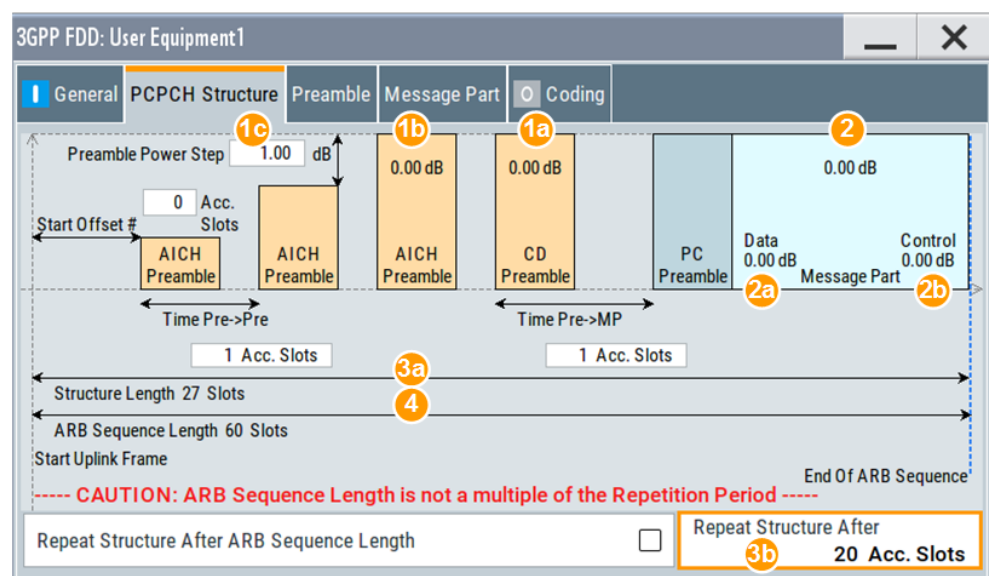 3GPP FDD: User Equipment1
General PCPCH Structure Preamble Message Part O Coding
1c 1b 1a 2
Preamble Power Step 1.00 dB
0.00 dB 0.00 dB 0.00 dB
0 Acc.
Start Offset # Slots
AICH AICH AICH CD PC Data Control
Preamble Preamble Preamble Preamble Preamble 0.00 dB Message Part 0.00 dB
2a 2b
Time Pre->Pre Time Pre->MP
1 Acc. Slots 1 Acc. Slots
3a
Structure Length 27 Slots
4
ARB Sequence Length 60 Slots
Start Uplink Frame
End Of ARB Sequence
----- CAUTION: ARB Sequence Length is not a multiple of the Repetition Period -----
Repeat Structure After ARB Sequence Length
Repeat Structure After
3b 20 Acc. Slots